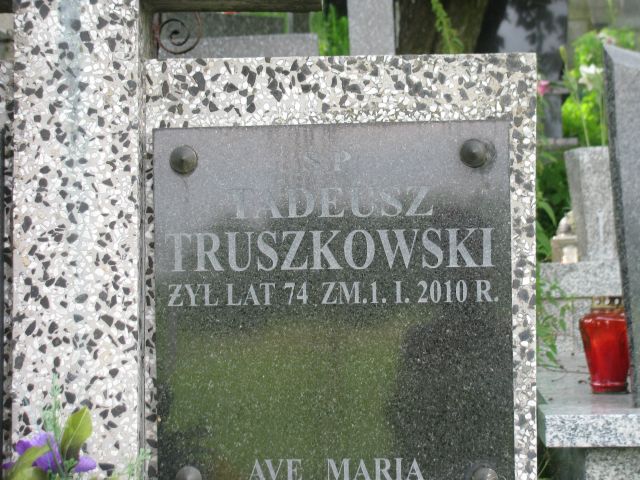 Ś P
TADEUSZ
TRUSZKOWSKI
ŻYŁ LAT 74 ZM.1. I. 2010 R.
AVE MARIA